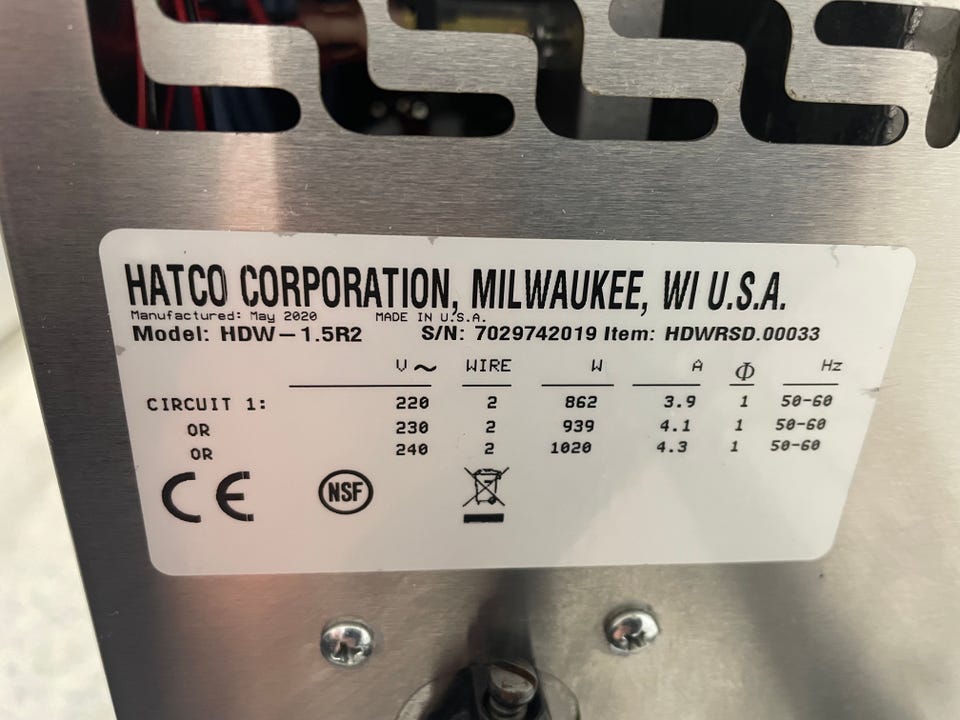 HATCO CORPORATION, MILWAUKEE, WI U.S.A.
Manufactured: May 2020 MADE IN U.S.A.
Model: HDW-1.5R2 S/N: 7029742019 Item: HDWRSD.00033
V~ WIRE W A Φ Hz
CIRCUIT 1: 220 2 862 3.9 1 50-60
OR 230 2 939 4.1 1 50-60
OR 240 2 1020 4.3 1 50-60
CE NSF